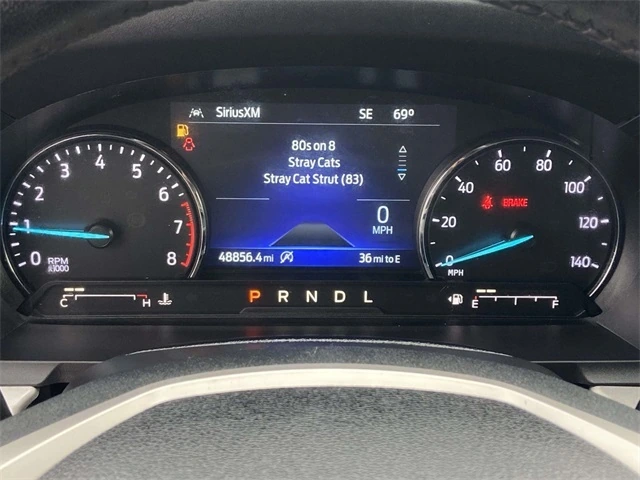 SiriusXM SE 69°
80s on 8
Stray Cats
Stray Cat Strut (83)
0
MPH
48856.4 mi 36 mi to E
0 1 2 3 4 5 6 7 8
RPM
x1000
0 20 40 60 80 100 120 140
BRAKE
MPH
C H
P R N D L
E F